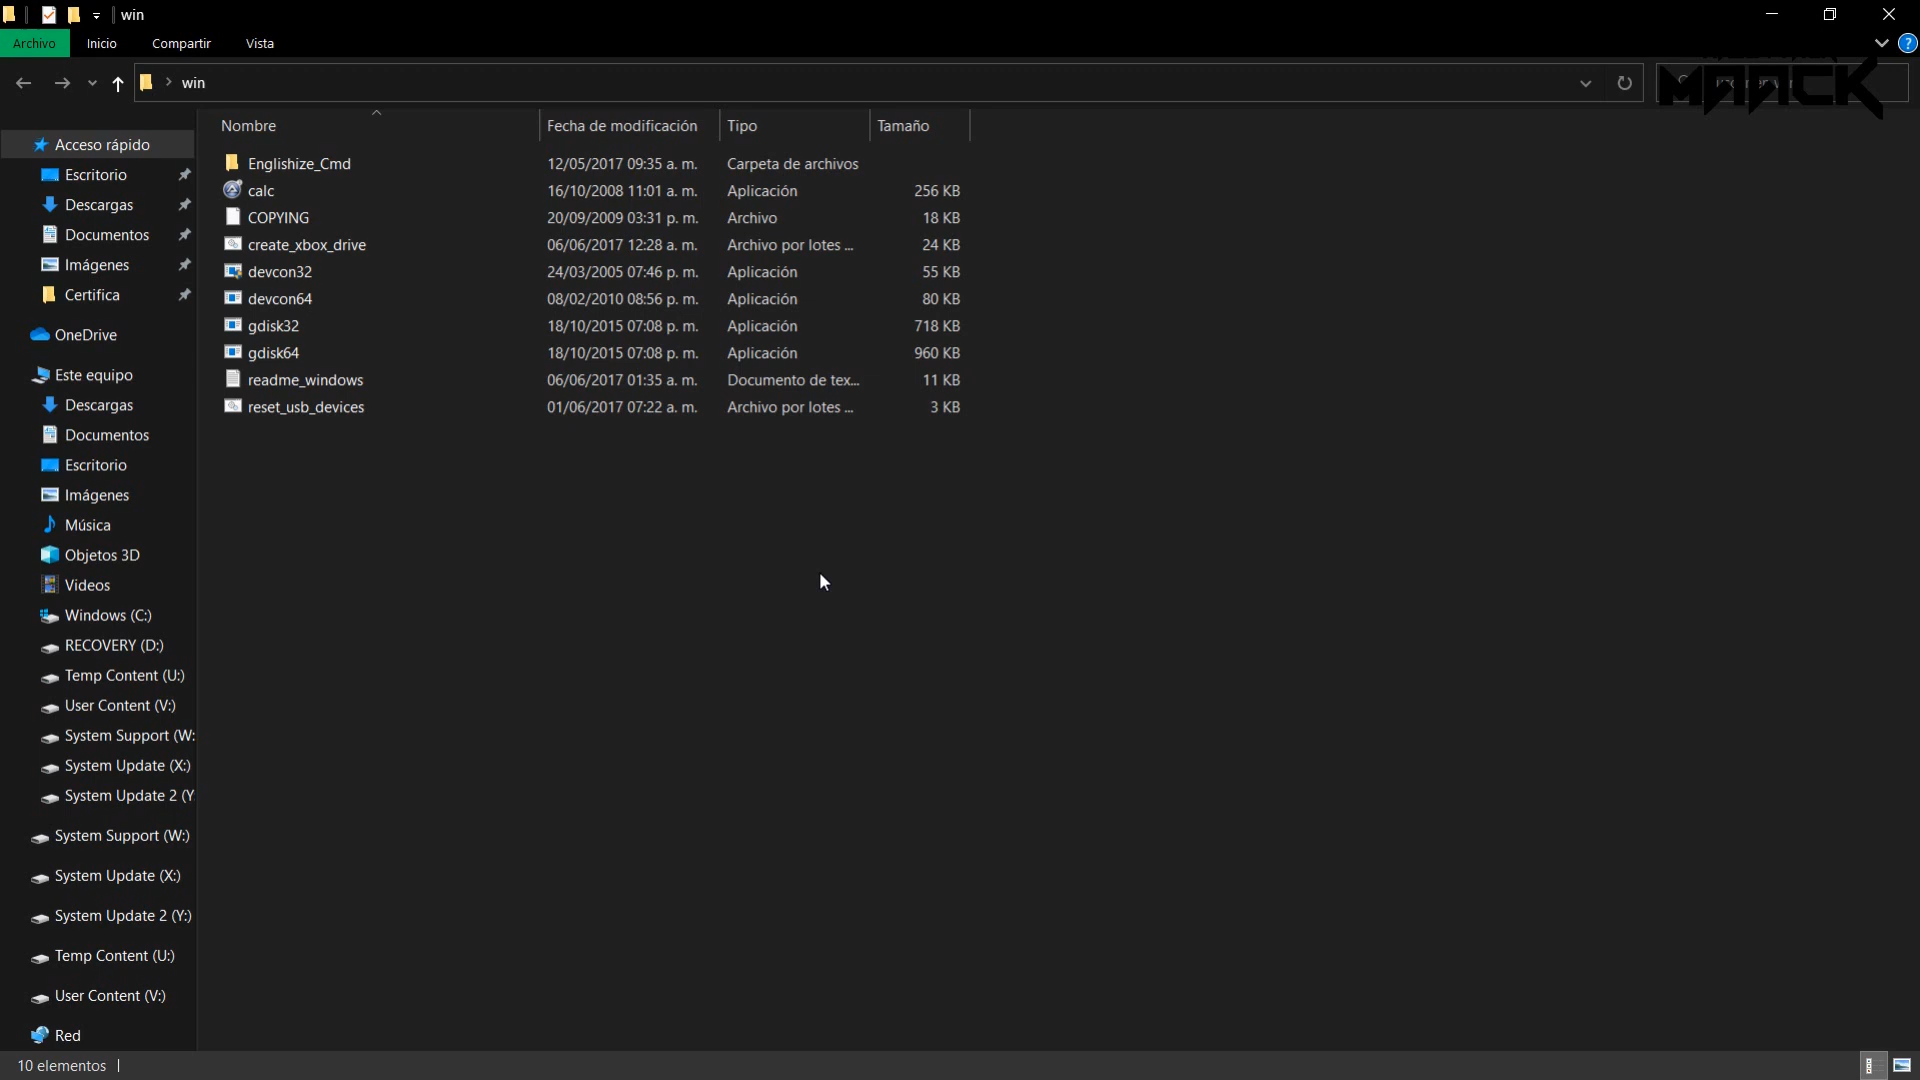 win
Archivo Inicio Compartir Vista
win
Nombre Fecha de modificación Tipo Tamaño
Englishize_Cmd 12/05/2017 09:35 a. m. Carpeta de archivos
calc 16/10/2008 11:01 a. m. Aplicación 256 KB
COPYING 20/09/2009 03:31 p. m. Archivo 18 KB
create_xbox_drive 06/06/2017 12:28 a. m. Archivo por lotes ... 24 KB
devcon32 24/03/2005 07:46 p. m. Aplicación 55 KB
devcon64 08/02/2010 08:56 p. m. Aplicación 80 KB
gdisk32 18/10/2015 07:08 p. m. Aplicación 718 KB
gdisk64 18/10/2015 07:08 p. m. Aplicación 960 KB
readme_windows 06/06/2017 01:35 a. m. Documento de tex... 11 KB
reset_usb_devices 01/06/2017 07:22 a. m. Archivo por lotes ... 3 KB
Acceso rápido
Escritorio
Descargas
Documentos
Imágenes
Certifica
OneDrive
Este equipo
Descargas
Documentos
Escritorio
Imágenes
Música
Objetos 3D
Videos
Windows (C:)
RECOVERY (D:)
Temp Content (U:)
User Content (V:)
System Support (W:
System Update (X:)
System Update 2 (Y
System Support (W:)
System Update (X:)
System Update 2 (Y:)
Temp Content (U:)
User Content (V:)
Red
10 elementos